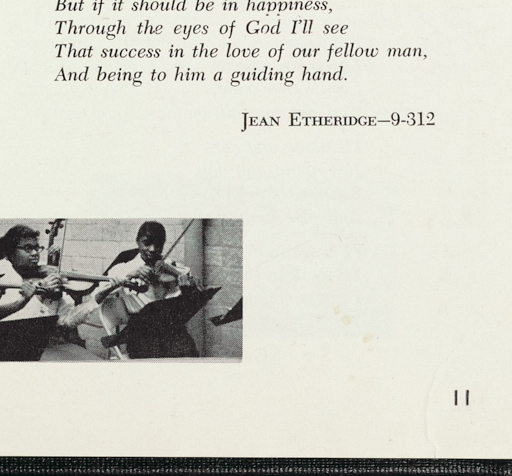 But if it should be in happiness,
Through the eyes of God I'll see
That success in the love of our fellow man,
And being to him a guiding hand.
JEAN ETHERIDGE—9-312
11